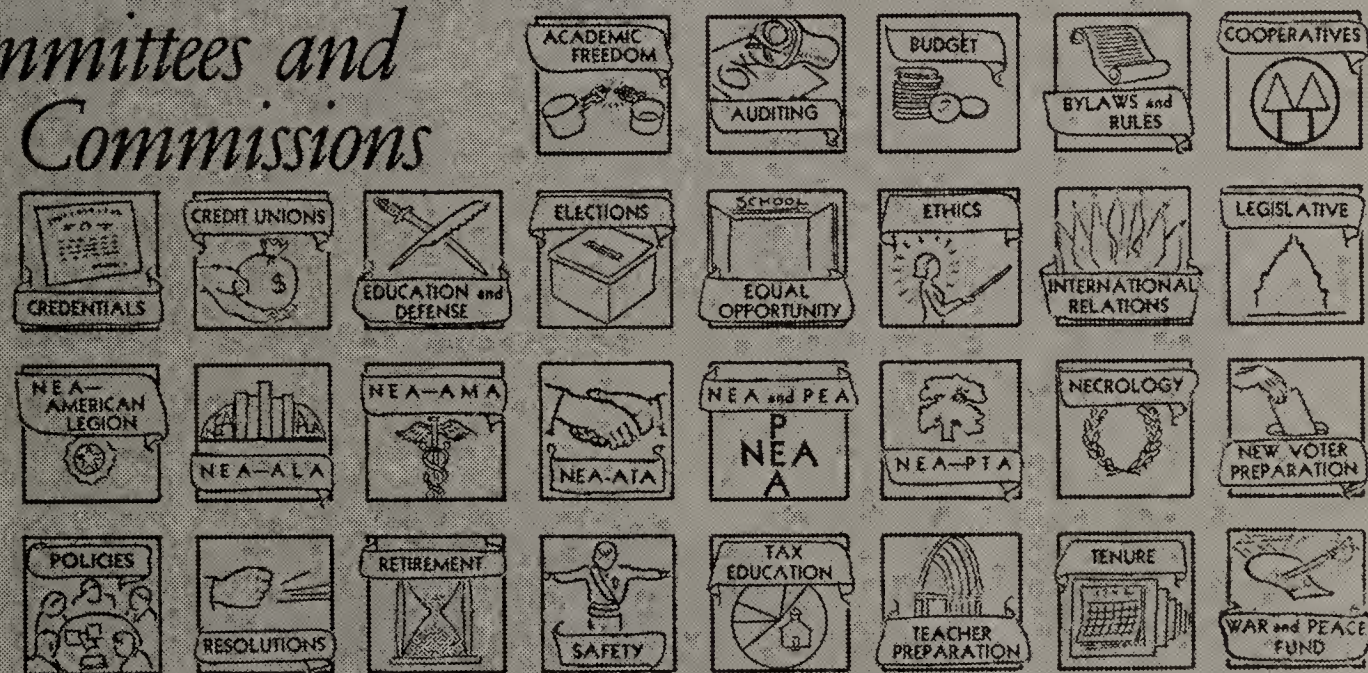 mmittees and
Commissions
ACADEMIC
FREEDOM
AUDITING
BUDGET
BYLAWS and
RULES
COOPERATIVES
CREDENTIALS
CREDIT UNIONS
$
EDUCATION and
DEFENSE
ELECTIONS
SCHOOL
EQUAL
OPPORTUNITY
ETHICS
INTERNATIONAL
RELATIONS
LEGISLATIVE
NEA—
AMERICAN
LEGION
NEA—ALA
NEA—AMA
NEA-ATA
NEA and PEA
P
NEA
A
NEA—PTA
NECROLOGY
NEW VOTER
PREPARATION
POLICIES
RESOLUTIONS
RETIREMENT
SAFETY
TAX
EDUCATION
TEACHER
PREPARATION
TENURE
WAR and PEACE
FUND